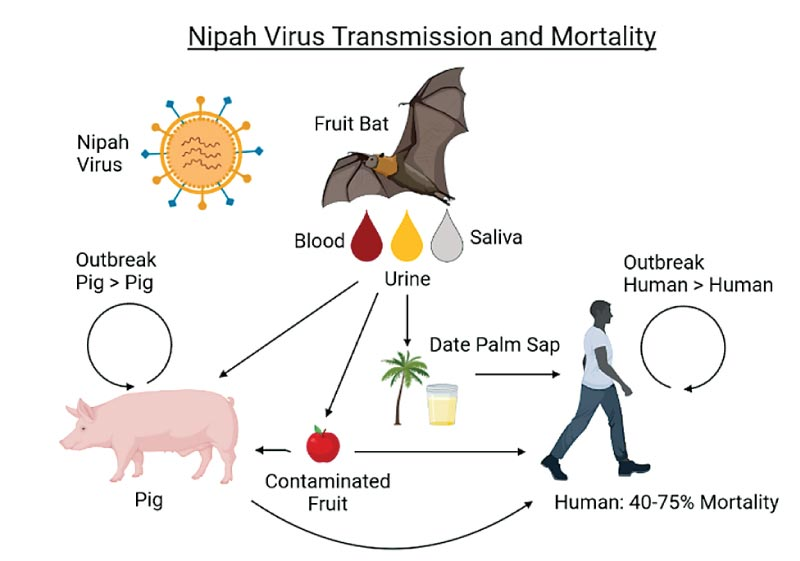 Nipah Virus Transmission and Mortality
Nipah
Virus
Fruit Bat
Blood
Saliva
Urine
Outbreak
Pig > Pig
Outbreak
Human > Human
Date Palm Sap
Contaminated
Fruit
Pig
Human: 40-75% Mortality